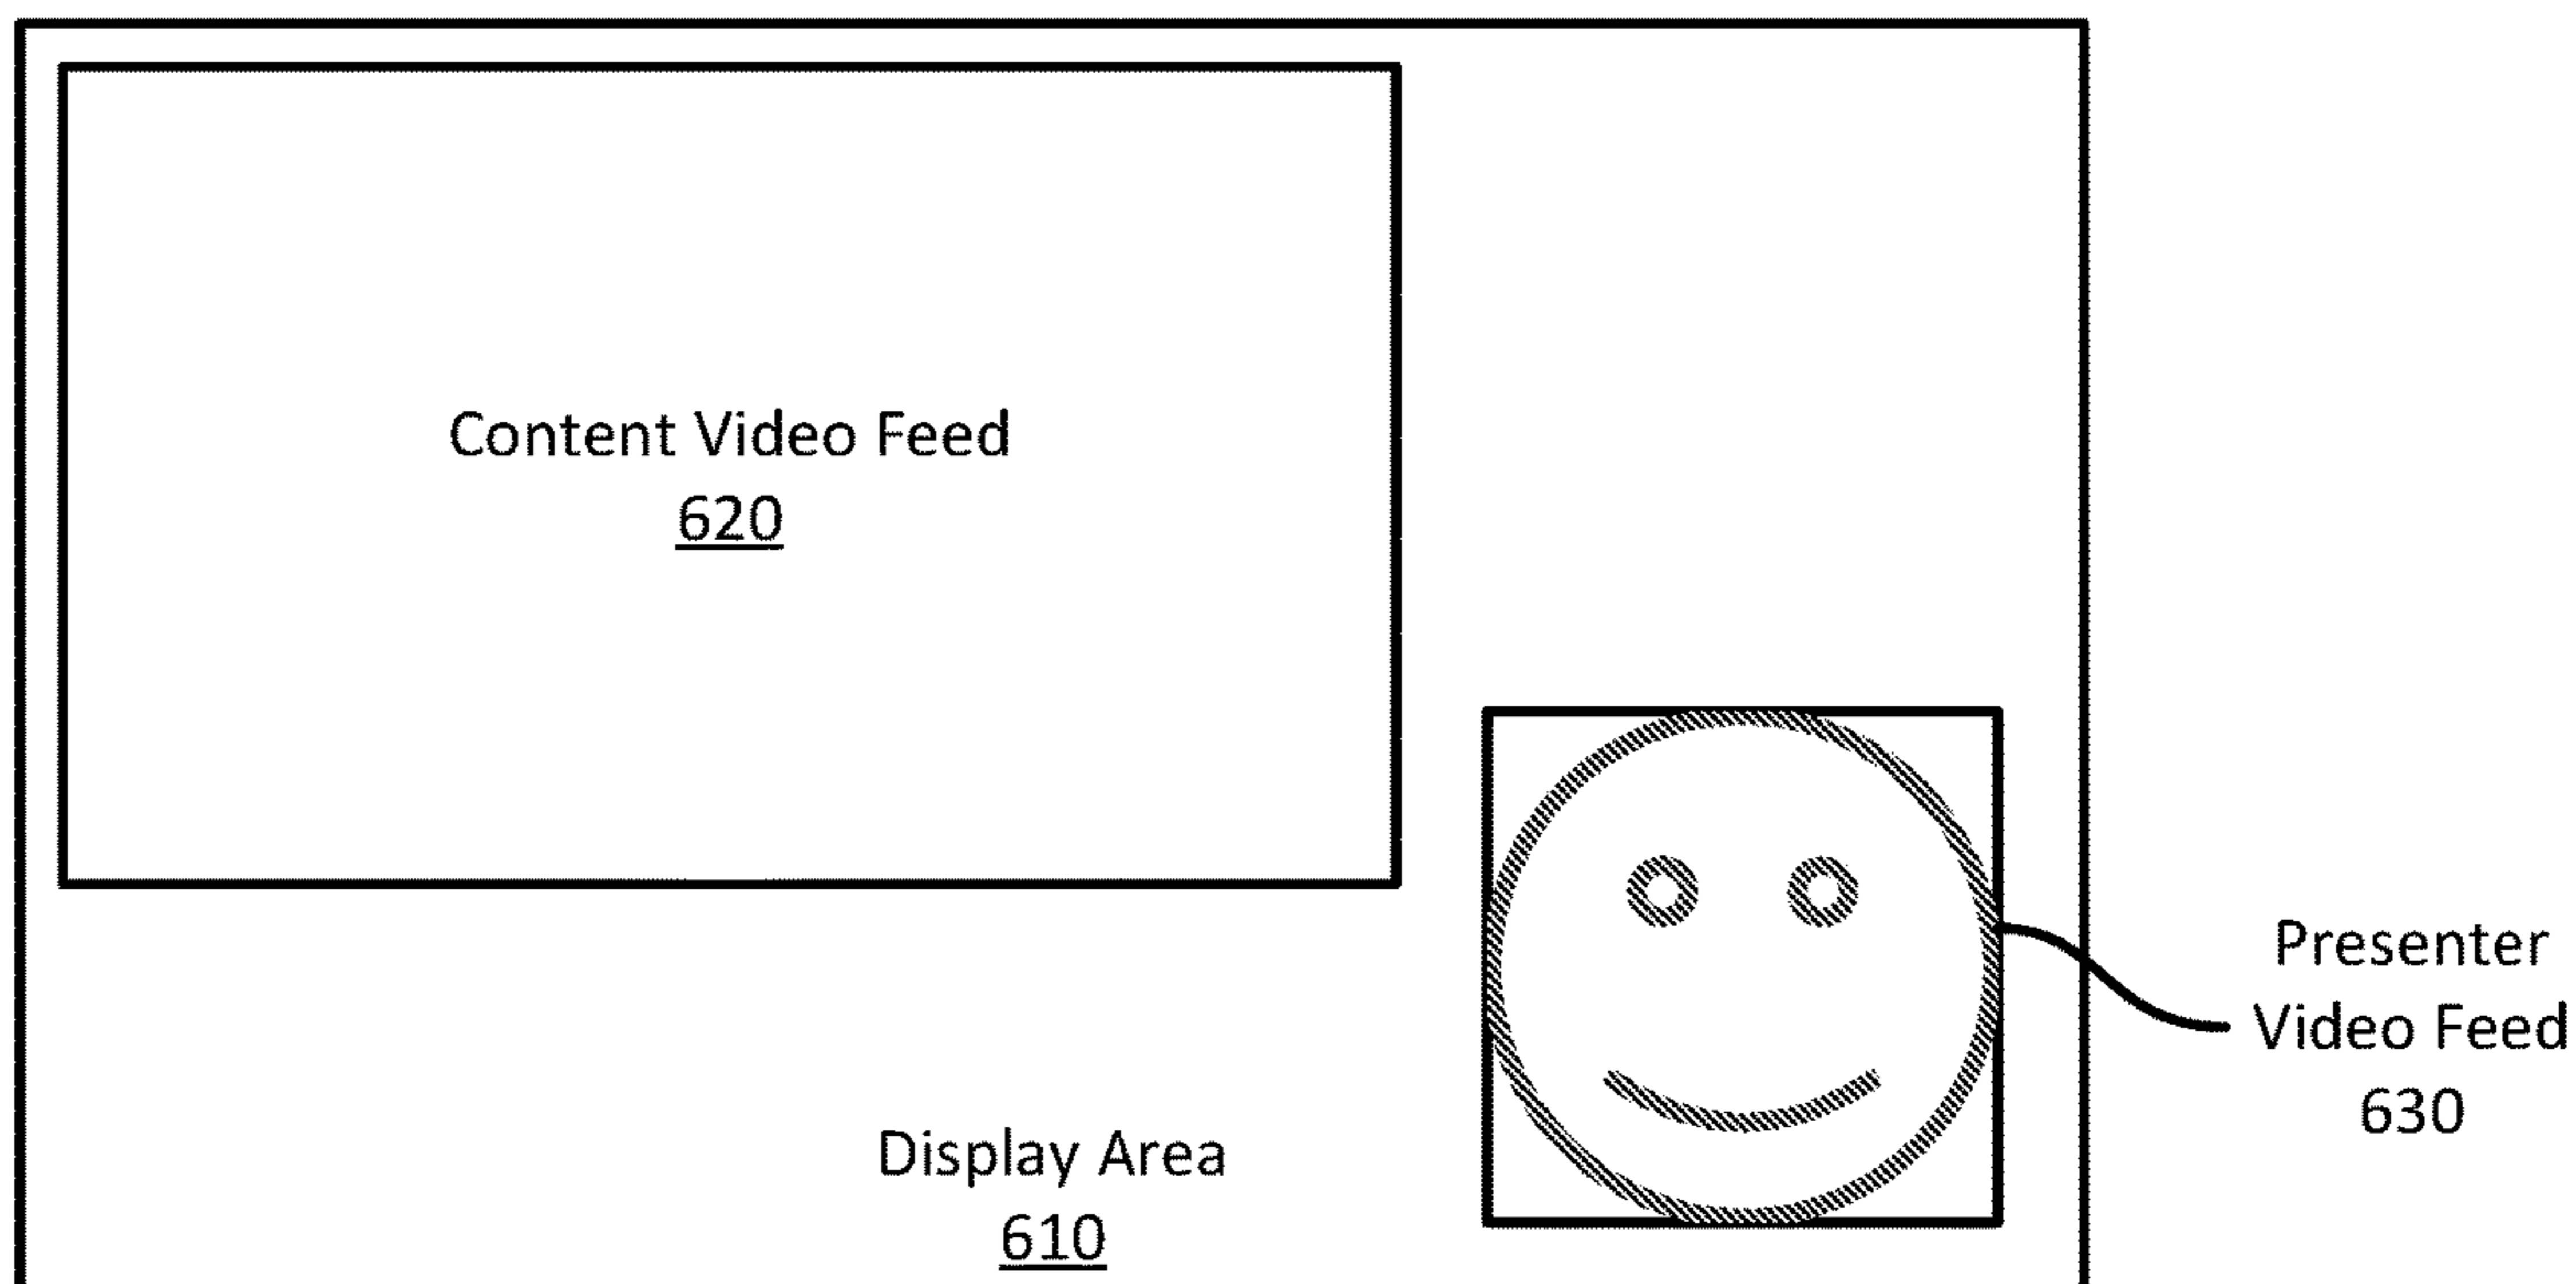 Content Video Feed
620
Presenter
Video Feed
630
Display Area
610